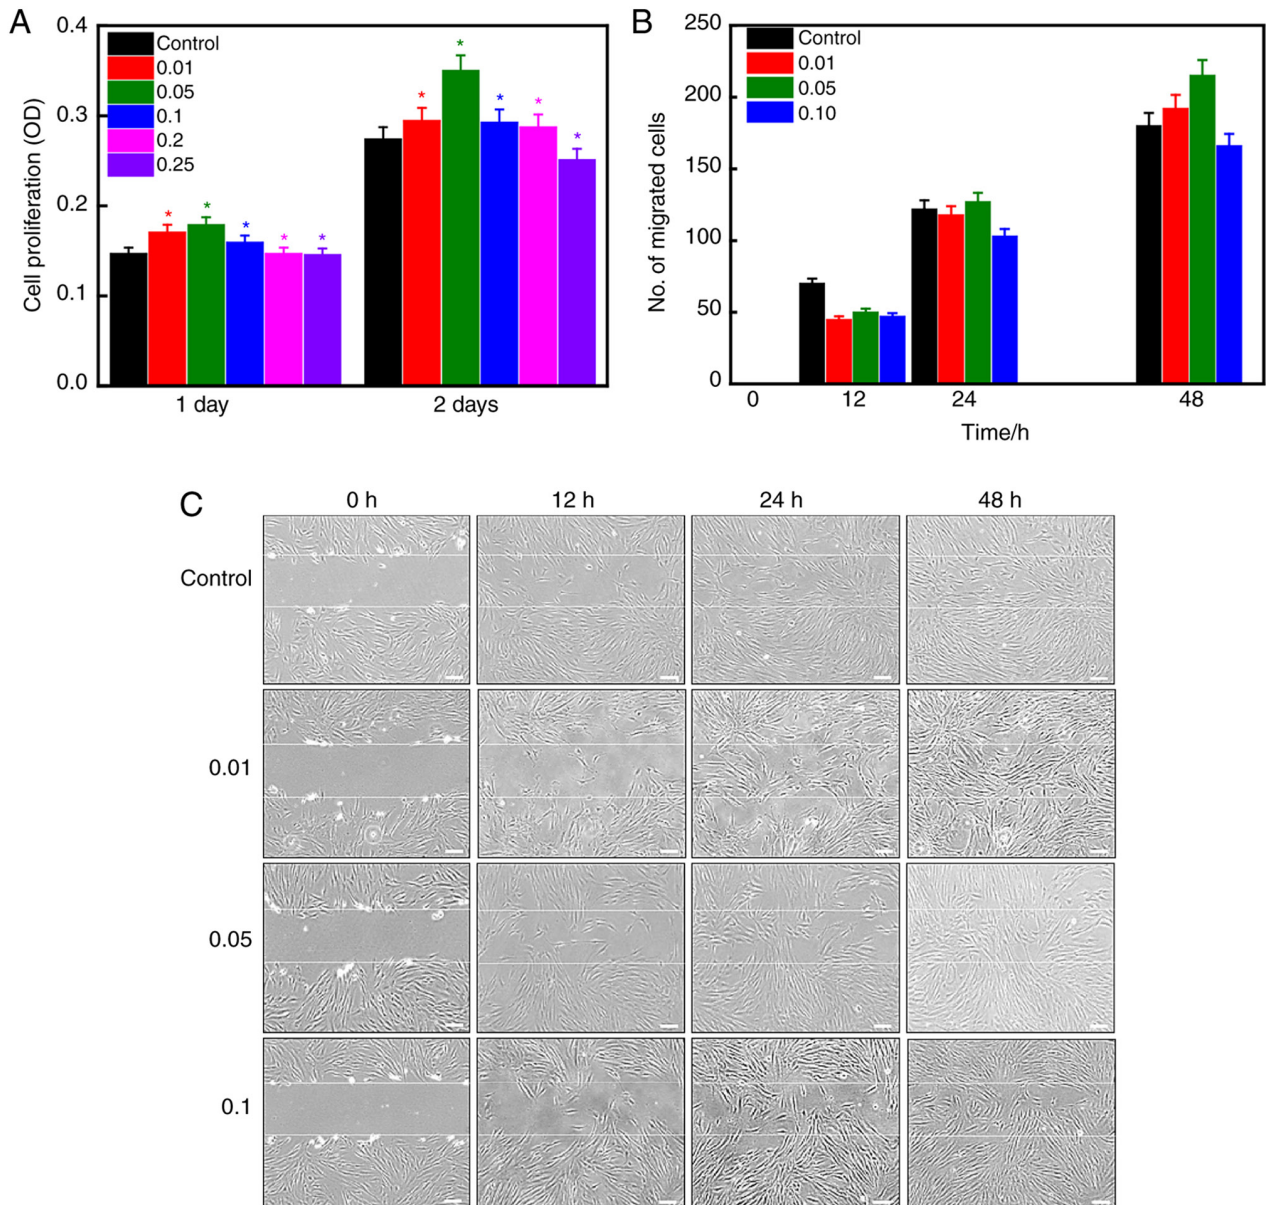 A
Cell proliferation (OD)
0.4
0.3
0.2
0.1
0.0
Control
0.01
0.05
0.1
0.2
0.25
* * * * *
* * * * *
1 day 2 days
B
No. of migrated cells
250
200
150
100
50
0
Control
0.01
0.05
0.10
0 12 24 48
Time/h
C
0 h 12 h 24 h 48 h
Control
0.01
0.05
0.1